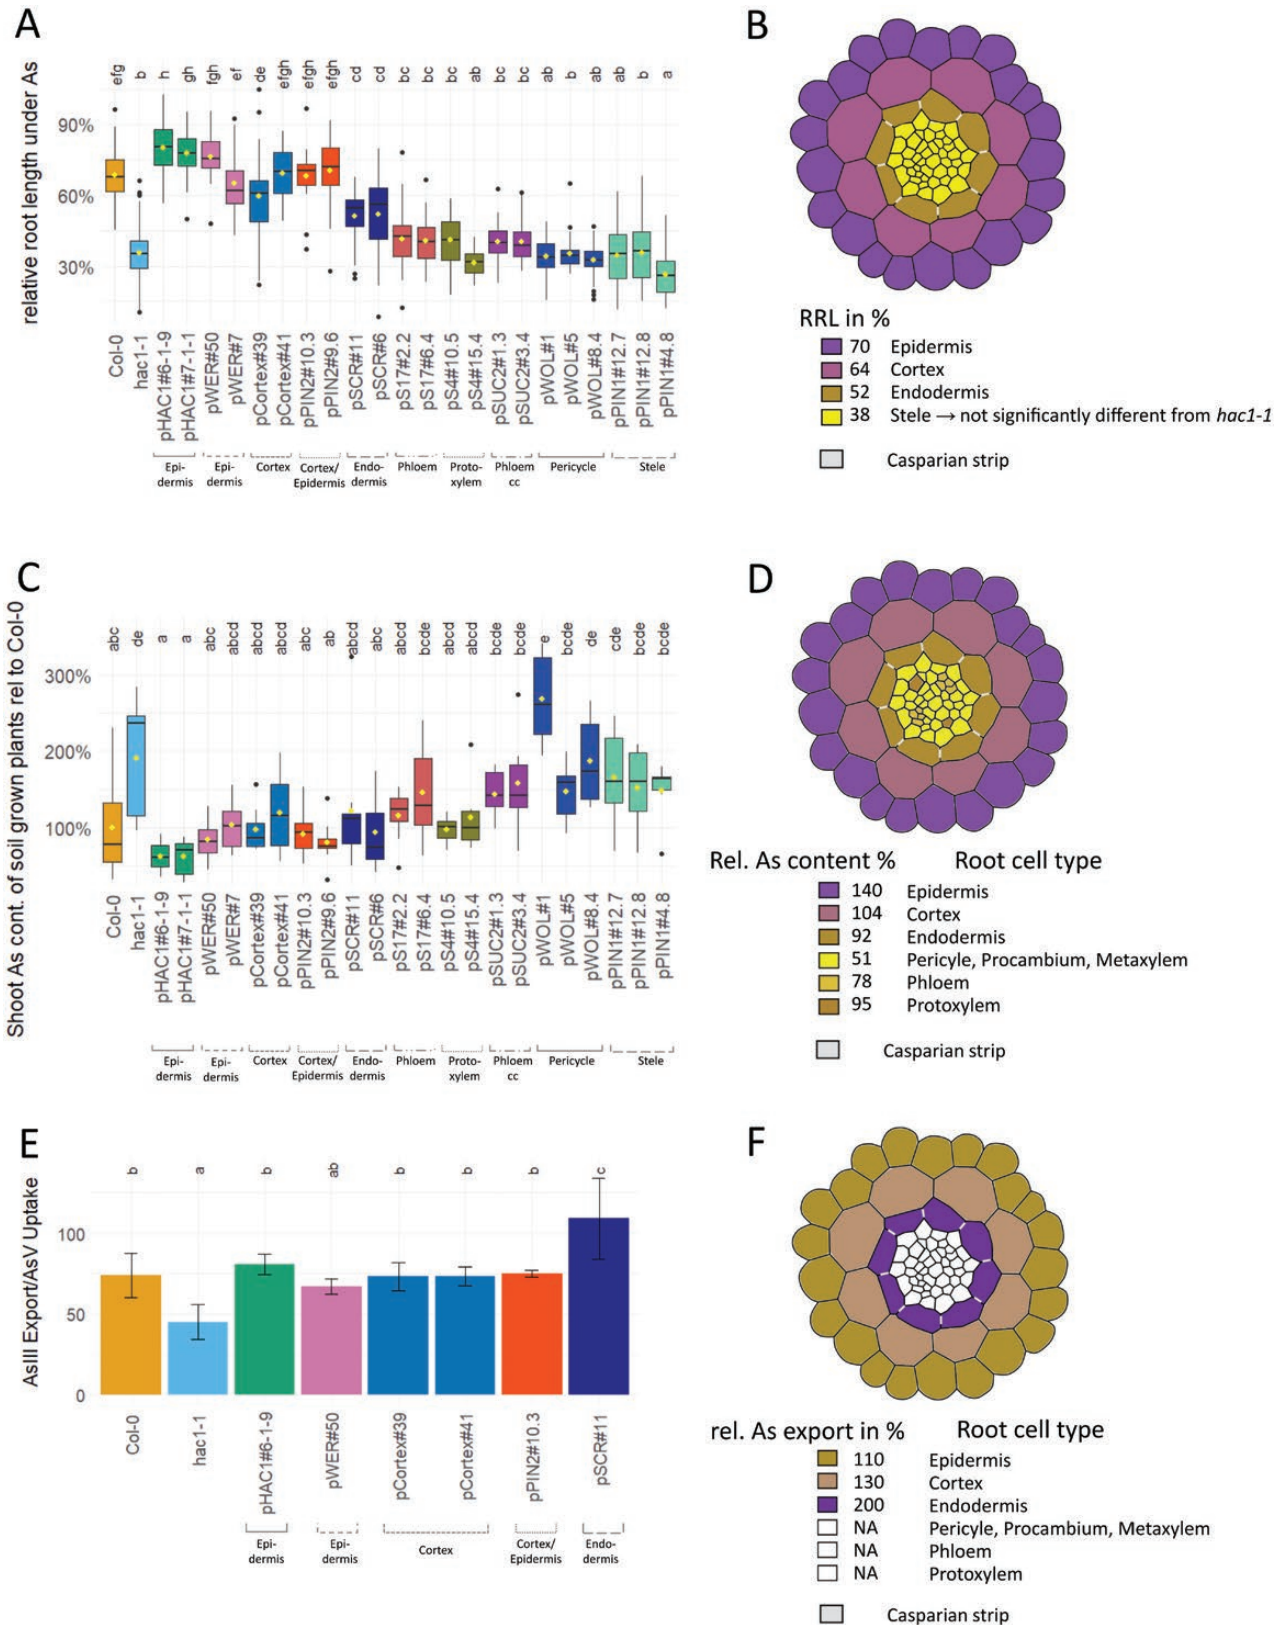 A
relative root length under As
90%
60%
30%
efg b h gh fgh ef de efgh efgh efgh cd cd bc bc bc ab bc bc ab b ab ab b a
Col-0 hac1-1 pHAC1#6-1-9 pHAC1#7-1-1 pWER#50 pWER#7 pCortex#39 pCortex#41 pPIN2#10.3 pPIN2#9.6 pSCR#11 pSCR#6 pS17#2.2 pS17#6.4 pS4#10.5 pS4#15.4 pSUC2#1.3 pSUC2#3.4 pWOL#1 pWOL#5 pWOL#8.4 pPIN1#12.7 pPIN1#12.8 pPIN1#4.8
Epi- Epi- Cortex Cortex/ Endo- Phloem Proto- Phloem Pericycle Stele
dermis dermis Epidermis dermis xylem cc
B
RRL in %
70 Epidermis
64 Cortex
52 Endodermis
38 Stele → not significantly different from hac1-1
Casparian strip
C
Shoot As cont. of soil grown plants rel to Col-0
300%
200%
100%
abc de a a abc abcd abcd abcd abc ab abcd abc abcd bcde abcd abcd bcde bcde e bcde de cde bcde bcde
Col-0 hac1-1 pHAC1#6-1-9 pHAC1#7-1-1 pWER#50 pWER#7 pCortex#39 pCortex#41 pPIN2#10.3 pPIN2#9.6 pSCR#11 pSCR#6 pS17#2.2 pS17#6.4 pS4#10.5 pS4#15.4 pSUC2#1.3 pSUC2#3.4 pWOL#1 pWOL#5 pWOL#8.4 pPIN1#12.7 pPIN1#12.8 pPIN1#4.8
Epi- Epi- Cortex Cortex/ Endo- Phloem Proto- Phloem Pericycle Stele
dermis dermis Epidermis dermis xylem cc
D
Rel. As content % Root cell type
140 Epidermis
104 Cortex
92 Endodermis
51 Pericyle, Procambium, Metaxylem
78 Phloem
95 Protoxylem
Casparian strip
E
AsIII Export/AsV Uptake
100
50
0
b a b ab b b b c
Col-0 hac1-1 pHAC1#6-1-9 pWER#50 pCortex#39 pCortex#41 pPIN2#10.3 pSCR#11
Epi- Epi- Cortex Cortex/ Endo-
dermis dermis Epidermis dermis
F
rel. As export in % Root cell type
110 Epidermis
130 Cortex
200 Endodermis
NA Pericyle, Procambium, Metaxylem
NA Phloem
NA Protoxylem
Casparian strip